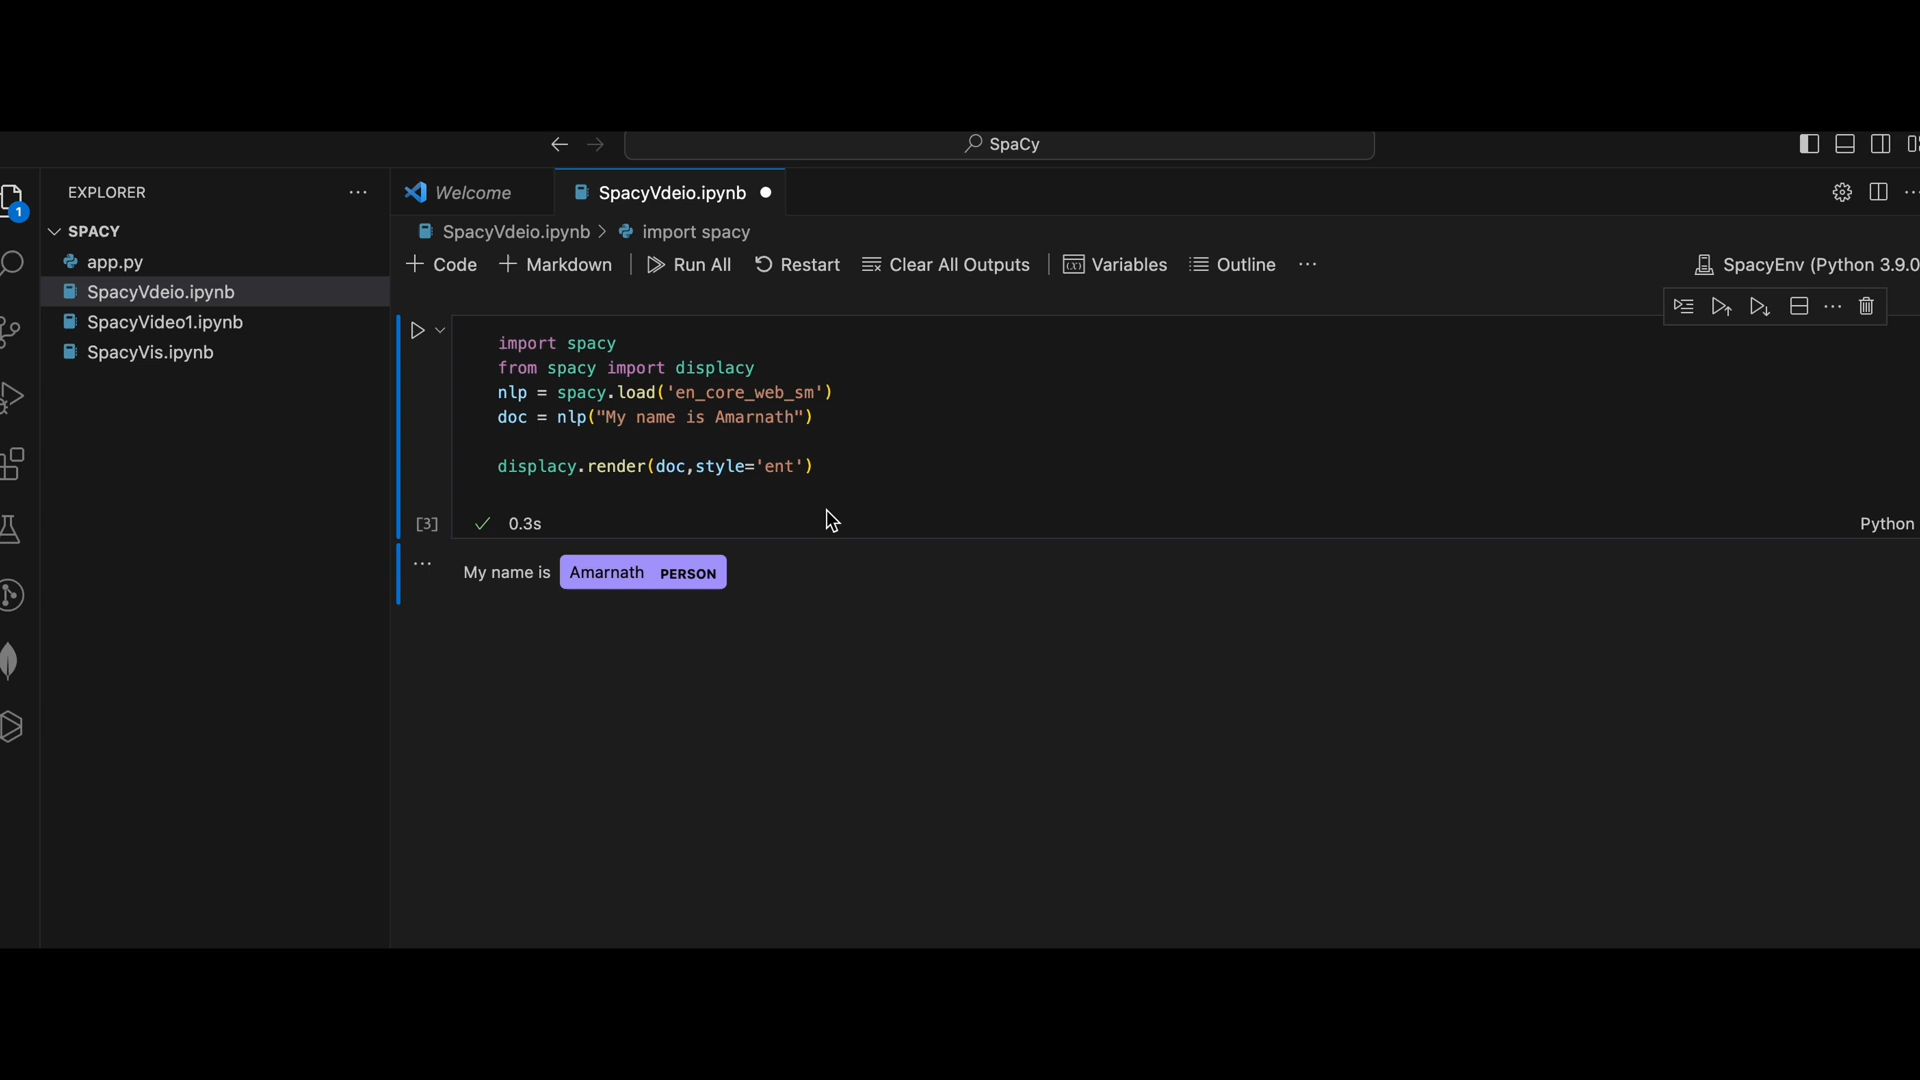 SpaCy
EXPLORER
Welcome
SpacyVdeio.ipynb
1
SPACY
SpacyVdeio.ipynb > import spacy
app.py
Code
Markdown
Run All
Restart
Clear All Outputs
Variables
Outline
SpacyEnv (Python 3.9.0
SpacyVdeio.ipynb
SpacyVideo1.ipynb
SpacyVis.ipynb
import spacy
from spacy import displacy
nlp = spacy.load('en_core_web_sm')
doc = nlp("My name is Amarnath")
displacy.render(doc,style='ent')
[3]
0.3s
Python
My name is Amarnath PERSON